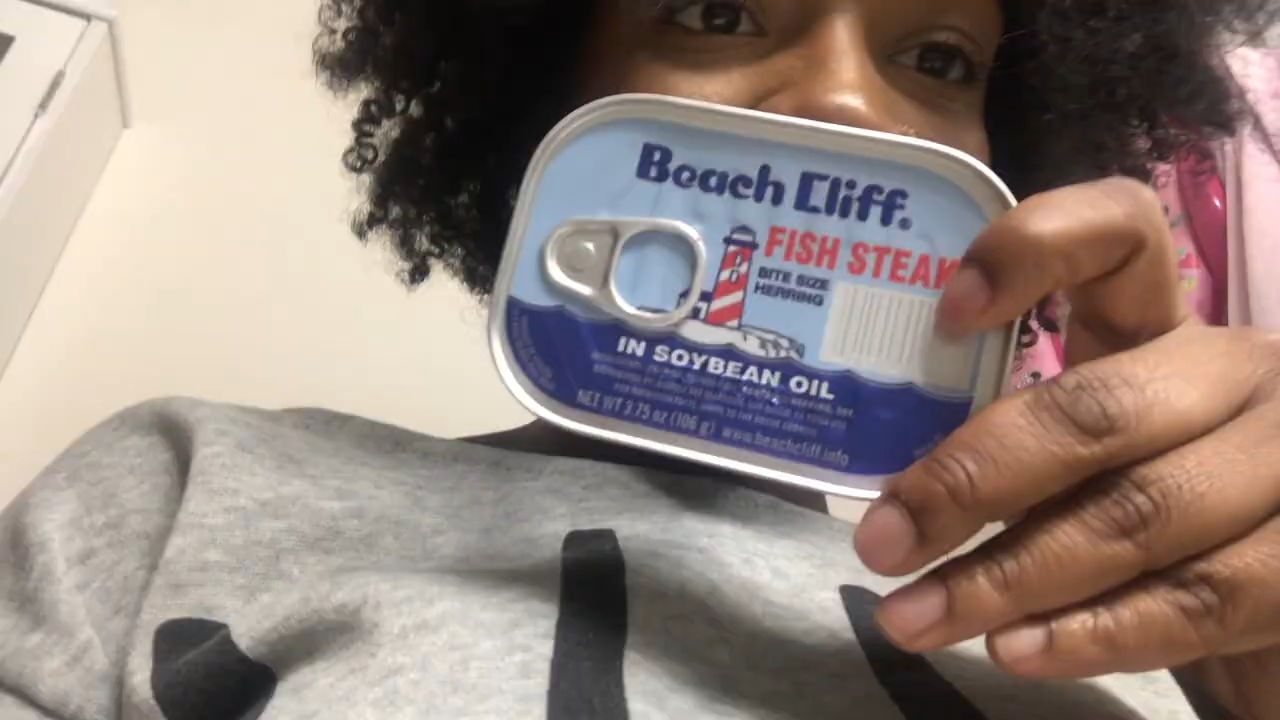 Beach Cliff®
FISH STEAK
BITE SIZE
HERRING
IN SOYBEAN OIL
NET WT 3.75 oz (106 g) www.beachcliff.info